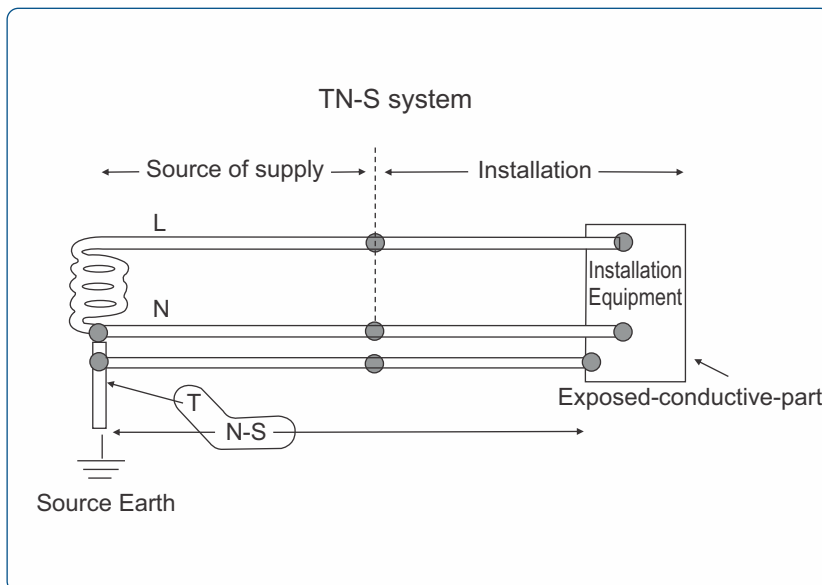 TN-S system
Source of supply
Installation
L
Installation
Equipment
N
Exposed-conductive-part
T
N-S
Source Earth